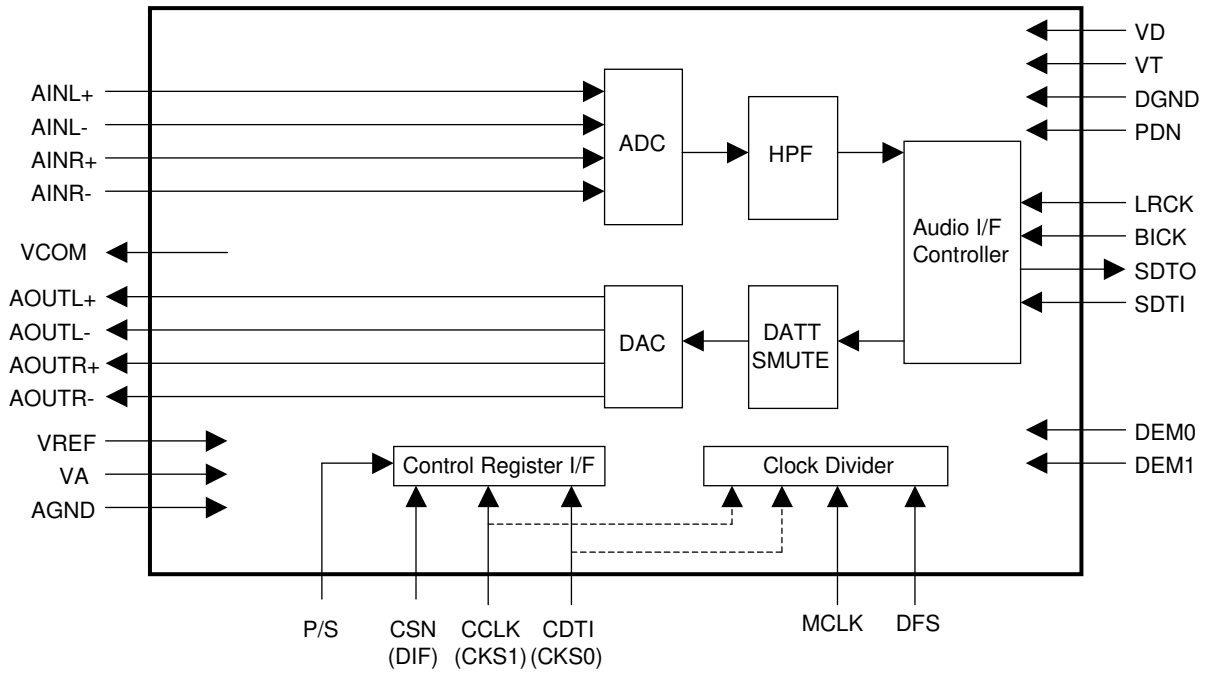 AINL+
AINL-
AINR+
AINR-
VCOM
AOUTL+
AOUTL-
AOUTR+
AOUTR-
VREF
VA
AGND
ADC
HPF
Audio I/F
Controller
DAC
DATT
SMUTE
Control Register I/F
Clock Divider
VD
VT
DGND
PDN
LRCK
BICK
SDTO
SDTI
DEM0
DEM1
P/S
CSN
(DIF)
CCLK
(CKS1)
CDTI
(CKS0)
MCLK
DFS